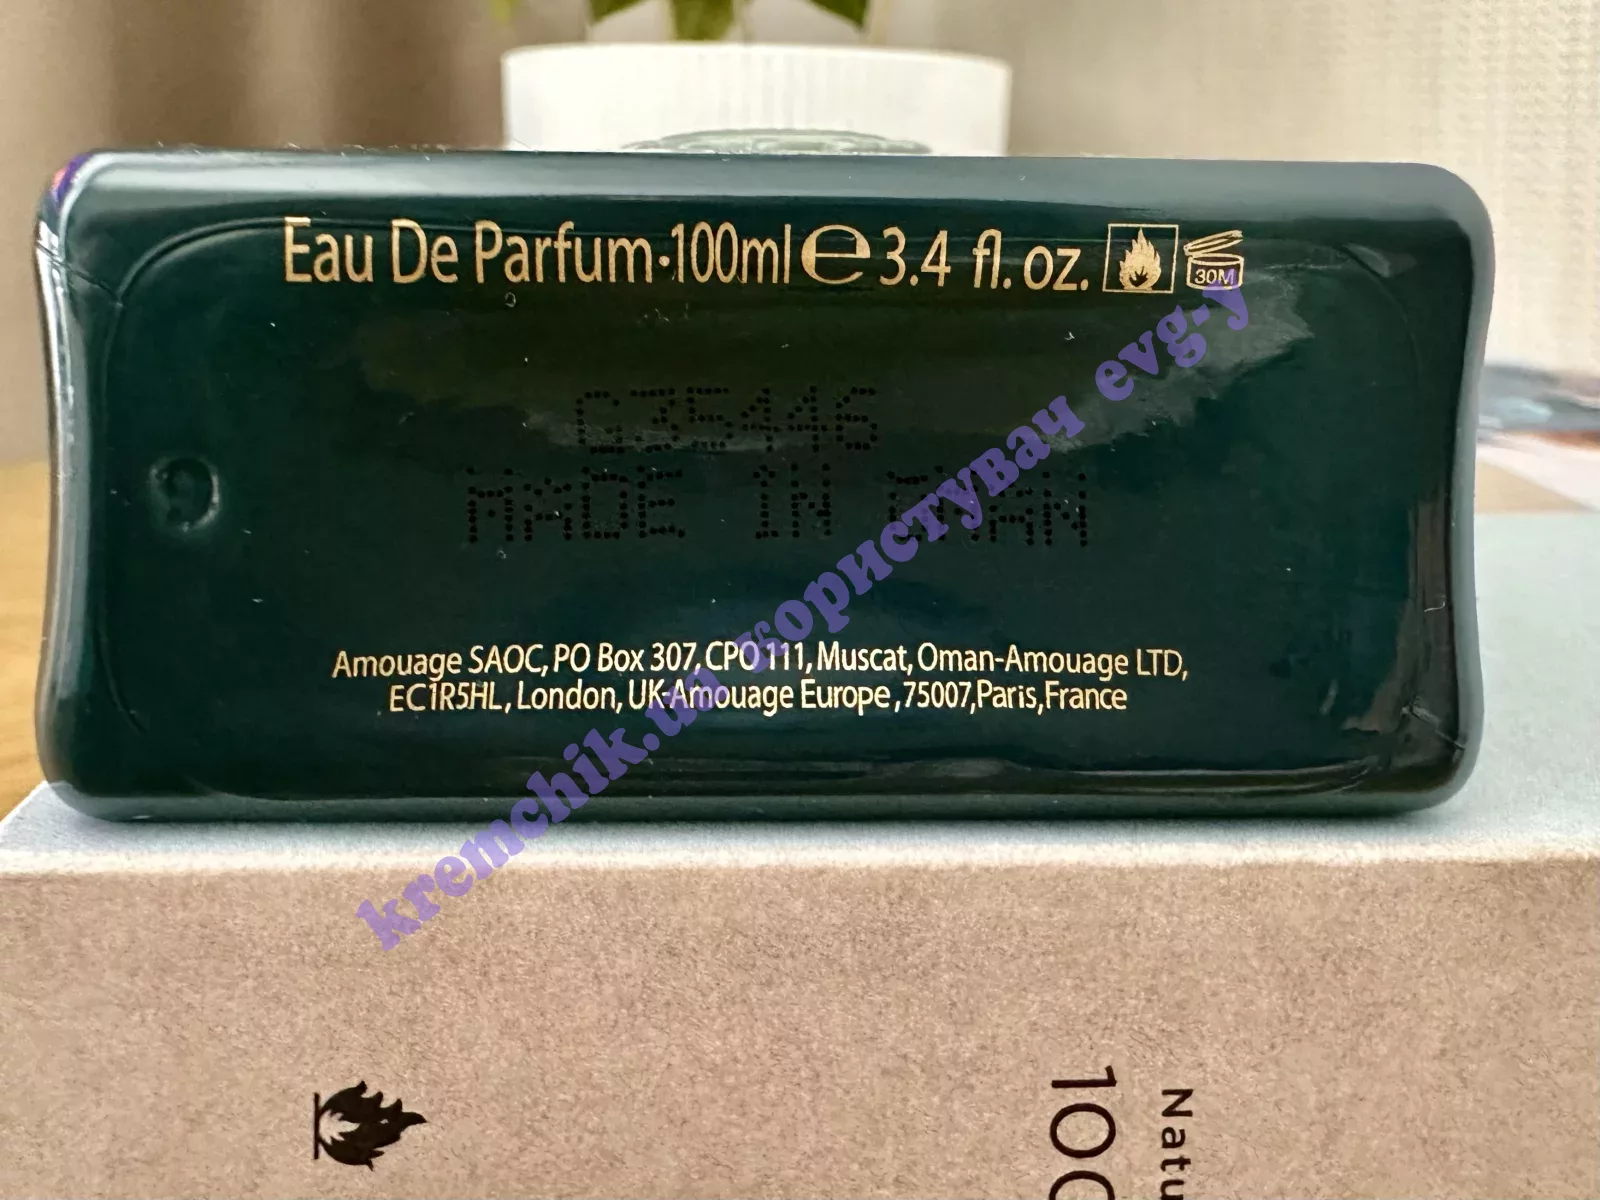 Eau De Parfum·100ml e 3.4 fl. oz.
30M
G35446
MADE IN OMAN
Amouage SAOC, PO Box 307, CPO 111, Muscat, Oman-Amouage LTD,
EC1R5HL, London, UK-Amouage Europe, 75007, Paris, France
kremchik.ua користувач evg-y
Natu
100